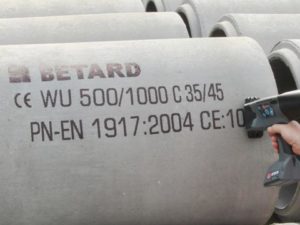 BETARD
CE WU 500/1000 C 35/45
PN-EN 1917:2004 CE:10